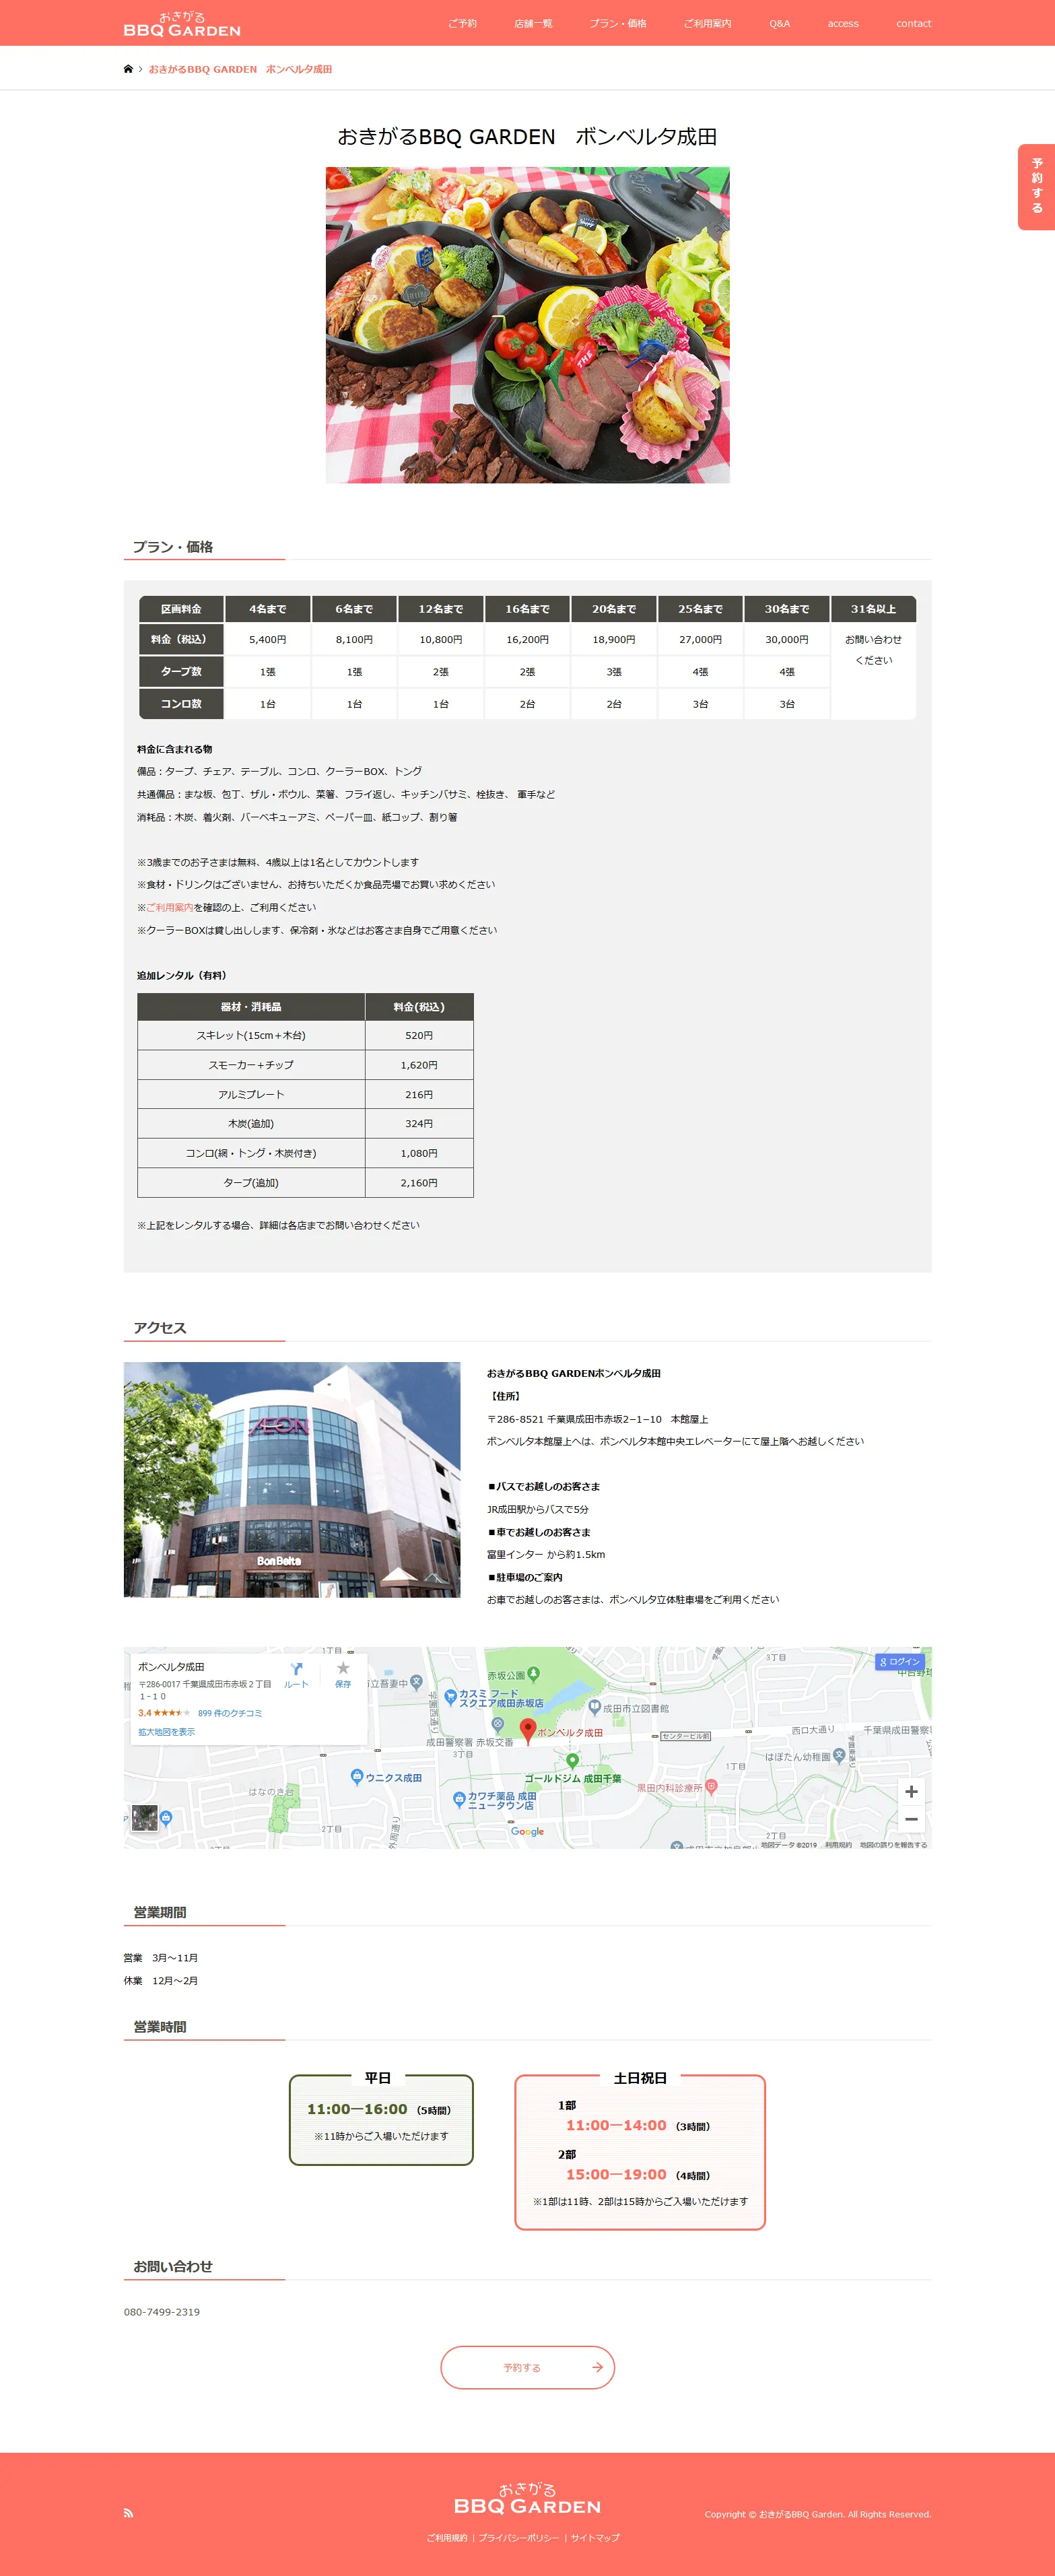 おきがる
BBQ GARDEN
ご予約 店舗一覧 プラン・価格 ご利用案内 Q&A access contact
おきがるBBQ GARDEN　ボンベルタ成田
おきがるBBQ GARDEN　ボンベルタ成田
予約する
プラン・価格
区画料金 4名まで 6名まで 12名まで 16名まで 20名まで 25名まで 30名まで 31名以上
料金（税込） 5,400円 8,100円 10,800円 16,200円 18,900円 27,000円 30,000円 お問い合わせ
ください
タープ数 1張 1張 2張 2張 3張 4張 4張
コンロ数 1台 1台 1台 2台 2台 3台 3台
料金に含まれる物
備品：タープ、チェア、テーブル、コンロ、クーラーBOX、トング
共通備品：まな板、包丁、ザル・ボウル、菜箸、フライ返し、キッチンバサミ、栓抜き、 軍手など
消耗品：木炭、着火剤、バーベキューアミ、ペーパー皿、紙コップ、割り箸
※3歳までのお子さまは無料、4歳以上は1名としてカウントします
※食材・ドリンクはございません、お持ちいただくか食品売場でお買い求めください
※ご利用案内を確認の上、ご利用ください
※クーラーBOXは貸し出しします、保冷剤・氷などはお客さま自身でご用意ください
追加レンタル（有料）
器材・消耗品 料金(税込)
スキレット(15cm＋木台) 520円
スモーカー＋チップ 1,620円
アルミプレート 216円
木炭(追加) 324円
コンロ(網・トング・木炭付き) 1,080円
タープ(追加) 2,160円
※上記をレンタルする場合、詳細は各店までお問い合わせください
アクセス
AEON
BonBelta
おきがるBBQ GARDENボンベルタ成田
【住所】
〒286-8521 千葉県成田市赤坂2−1−10　本館屋上
ボンベルタ本館屋上へは、ボンベルタ本館中央エレベーターにて屋上階へお越しください
■バスでお越しのお客さま
JR成田駅からバスで5分
■車でお越しのお客さま
富里インター から約1.5km
■駐車場のご案内
お車でお越しのお客さまは、ボンベルタ立体駐車場をご利用ください
ボンベルタ成田
〒286-0017 千葉県成田市赤坂２丁目
１−１０
3.4 899 件のクチコミ
拡大地図を表示
ルート
保存
ログイン
1丁目
3丁目
赤坂公園
市立吾妻中
カスミ フード
スクエア成田赤坂店
成田市立図書館
ボンベルタ成田
成田警察署 赤坂交番
3丁目
センタービル前
西口大通り
千葉県成田警察
はぼたん幼稚園
ゴールドジム 成田千葉
1丁目
ウニクス成田
はなのき台
カワチ薬品 成田
ニュータウン店
黒田内科診療所
2丁目
外周通り
2丁目
Google
地図データ ©2019 利用規約 地図の誤りを報告する
営業期間
営業　3月〜11月
休業　12月〜2月
営業時間
平日
11:00ー16:00（5時間）
※11時からご入場いただけます
土日祝日
1部
11:00ー14:00（3時間）
2部
15:00ー19:00（4時間）
※1部は11時、2部は15時からご入場いただけます
お問い合わせ
080-7499-2319
予約する
おきがる
BBQ GARDEN
Copyright © おきがるBBQ Garden. All Rights Reserved.
ご利用規約 | プライバシーポリシー | サイトマップ